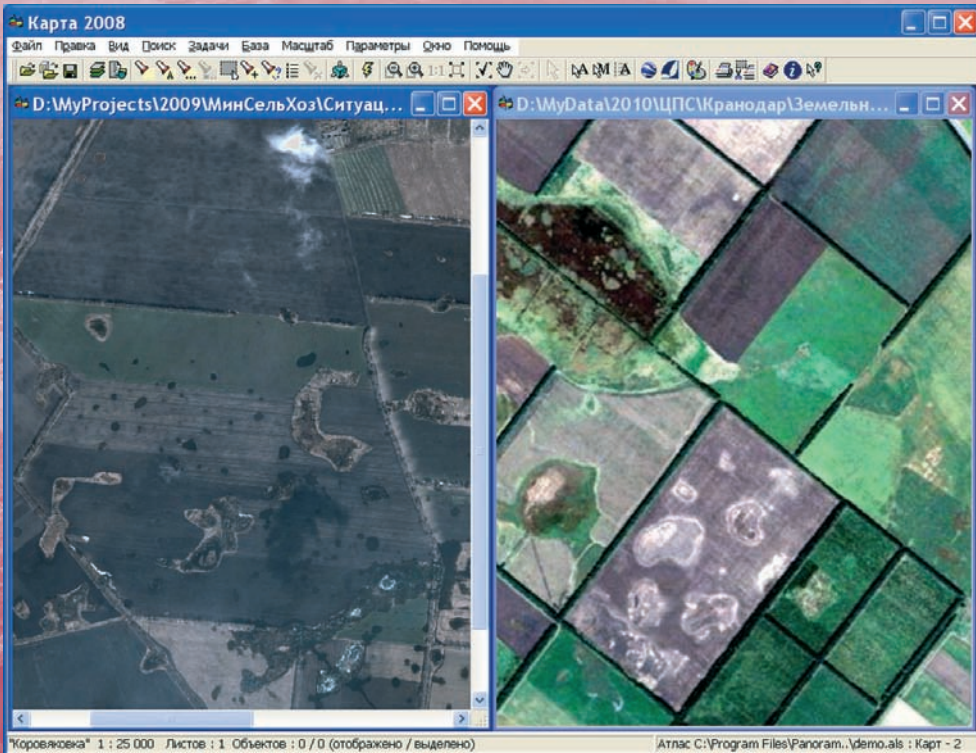 Карта 2008
Файл Правка Вид Поиск Задачи База Масштаб Параметры Окно Помощь
1:1
D:\MyProjects\2009\МинСельХоз\Ситуац...
D:\MyData\2010\ЦПС\Кранодар\Земельн...
"Коровяковка" 1 : 25 000 Листов : 1 Объектов : 0 / 0 (отображено / выделено)
Атлас C:\Program Files\Panoram..\demo.als : Карт - 2